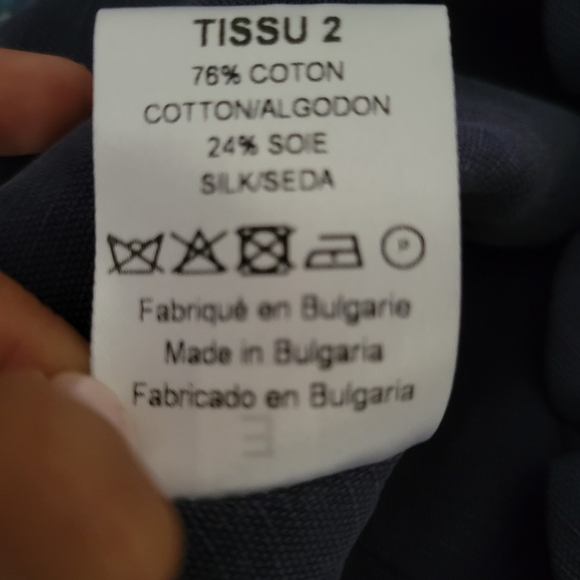 TISSU 2
76% COTON
COTTON/ALGODON
24% SOIE
SILK/SEDA
P
Fabriqué en Bulgarie
Made in Bulgaria
Fabricado en Bulgaria